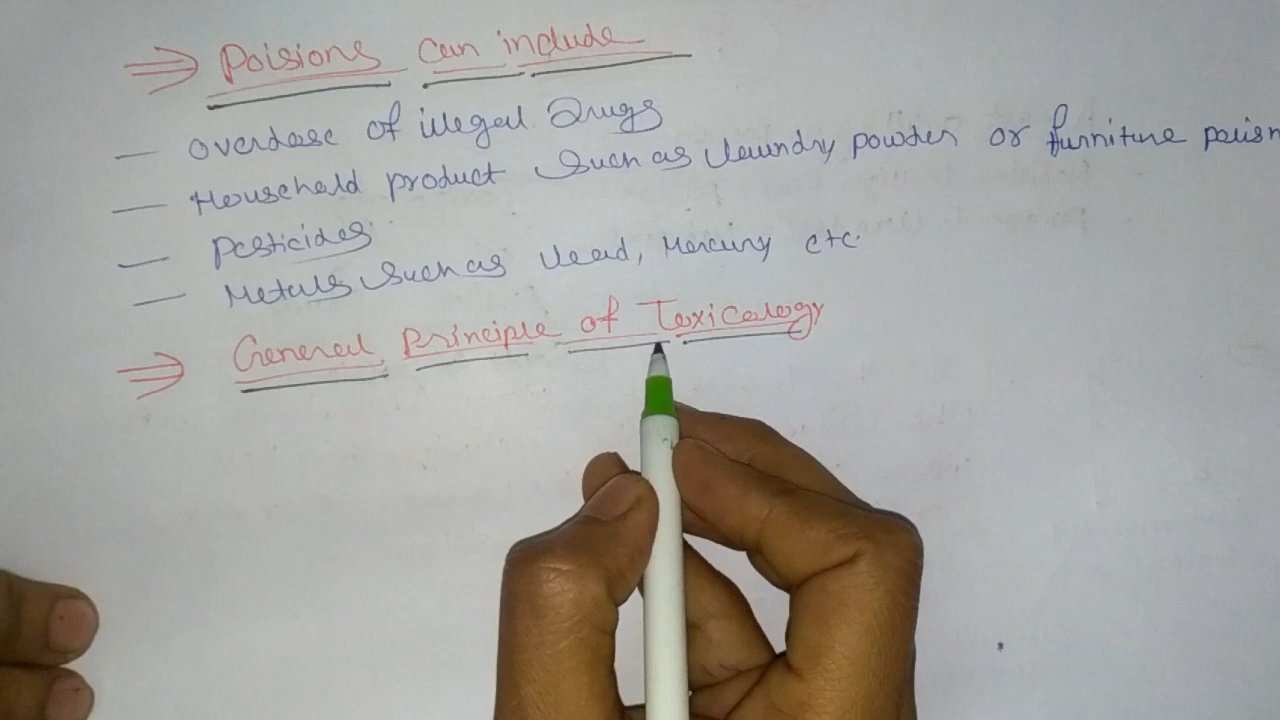 ⇒ Poisions can include
— overdose of illegal Drugs
— Household product such as laundry powder or furniture
— Pesticides
— Metals such as lead, Mercury etc.
⇒ General Principle of Toxicology